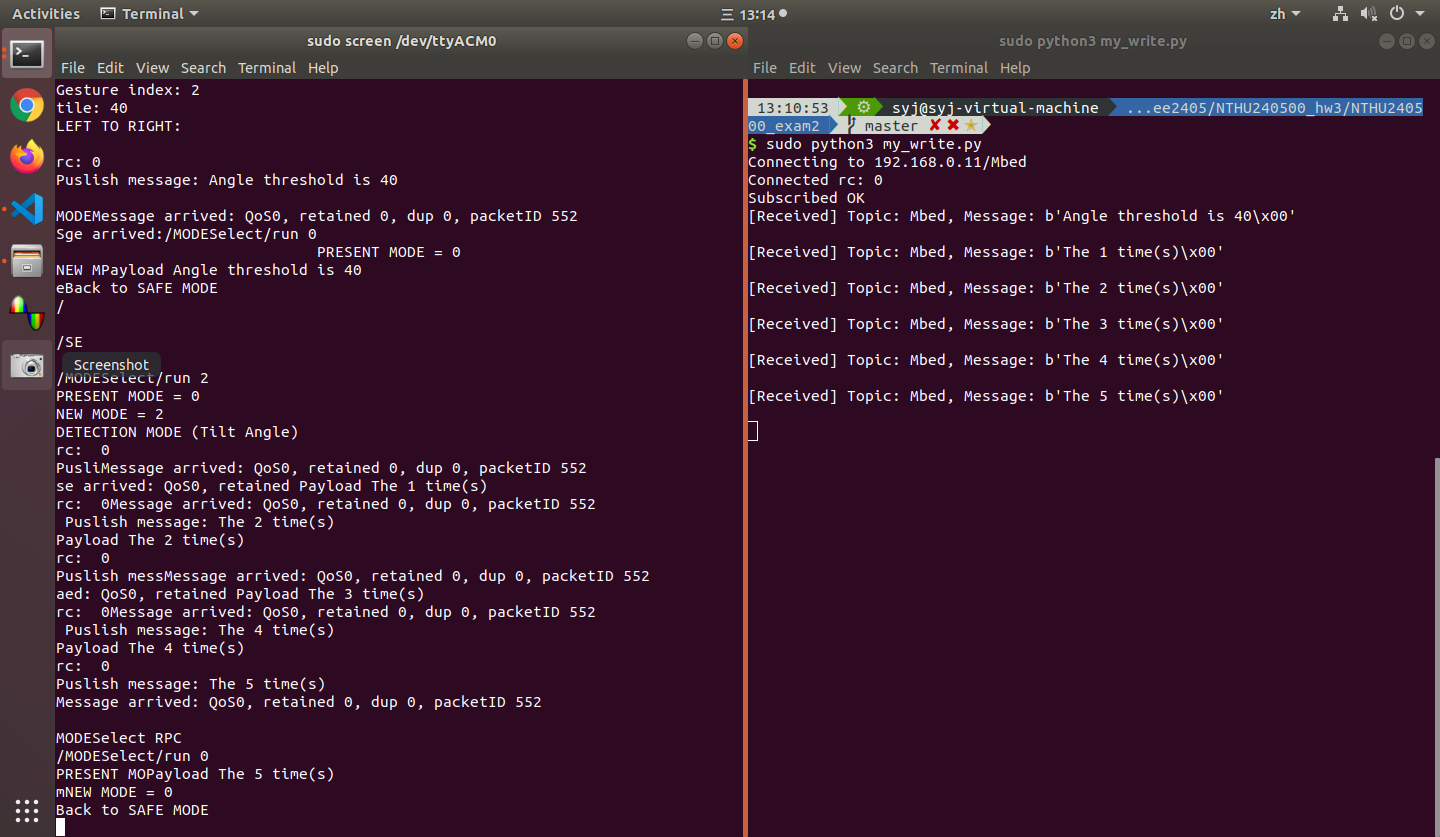 Activities Terminal 三 13:14 zh
sudo screen /dev/ttyACM0
File Edit View Search Terminal Help
Gesture index: 2
tile: 40
LEFT TO RIGHT:
rc: 0
Puslish message: Angle threshold is 40
MODEMessage arrived: QoS0, retained 0, dup 0, packetID 552
Sge arrived:/MODESelect/run 0
PRESENT MODE = 0
NEW MPayload Angle threshold is 40
eBack to SAFE MODE
/
/SE
Screenshot
/MODESelect/run 2
PRESENT MODE = 0
NEW MODE = 2
DETECTION MODE (Tilt Angle)
rc:  0
PusliMessage arrived: QoS0, retained 0, dup 0, packetID 552
se arrived: QoS0, retained Payload The 1 time(s)
rc:  0Message arrived: QoS0, retained 0, dup 0, packetID 552
Puslish message: The 2 time(s)
Payload The 2 time(s)
rc:  0
Puslish messMessage arrived: QoS0, retained 0, dup 0, packetID 552
aed: QoS0, retained Payload The 3 time(s)
rc:  0Message arrived: QoS0, retained 0, dup 0, packetID 552
Puslish message: The 4 time(s)
Payload The 4 time(s)
rc:  0
Puslish message: The 5 time(s)
Message arrived: QoS0, retained 0, dup 0, packetID 552
MODESelect RPC
/MODESelect/run 0
PRESENT MOPayload The 5 time(s)
mNEW MODE = 0
Back to SAFE MODE
sudo python3 my_write.py
File Edit View Search Terminal Help
13:10:53 syj@syj-virtual-machine ...ee2405/NTHU240500_hw3/NTHU2405
00_exam2 master ✘ ✘ ★
$ sudo python3 my_write.py
Connecting to 192.168.0.11/Mbed
Connected rc: 0
Subscribed OK
[Received] Topic: Mbed, Message: b'Angle threshold is 40\x00'
[Received] Topic: Mbed, Message: b'The 1 time(s)\x00'
[Received] Topic: Mbed, Message: b'The 2 time(s)\x00'
[Received] Topic: Mbed, Message: b'The 3 time(s)\x00'
[Received] Topic: Mbed, Message: b'The 4 time(s)\x00'
[Received] Topic: Mbed, Message: b'The 5 time(s)\x00'